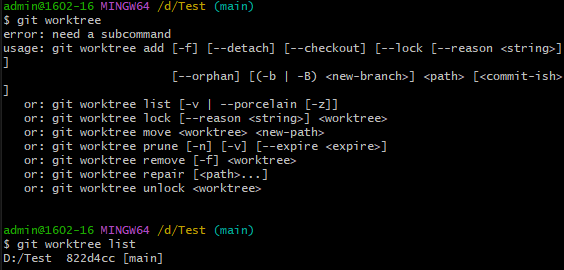 admin@1602-16 MINGW64 /d/Test (main)
$ git worktree
error: need a subcommand
usage: git worktree add [-f] [--detach] [--checkout] [--lock [--reason <string>]
]
                        [--orphan] [(-b | -B) <new-branch>] <path> [<commit-ish>
]
   or: git worktree list [-v | --porcelain [-z]]
   or: git worktree lock [--reason <string>] <worktree>
   or: git worktree move <worktree> <new-path>
   or: git worktree prune [-n] [-v] [--expire <expire>]
   or: git worktree remove [-f] <worktree>
   or: git worktree repair [<path>...]
   or: git worktree unlock <worktree>
admin@1602-16 MINGW64 /d/Test (main)
$ git worktree list
D:/Test  822d4cc [main]